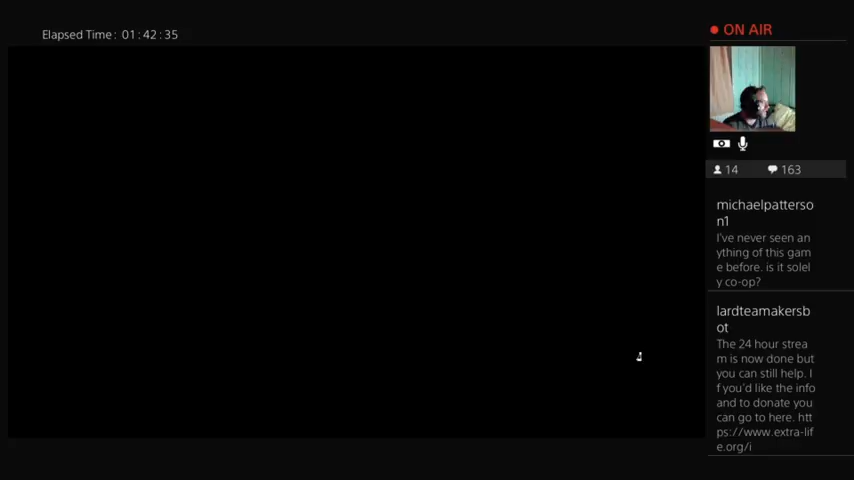 Elapsed Time: 01:42:35
ON AIR
14 163
michaelpatterso
n1
I've never seen an
ything of this gam
e before. is it solel
y co-op?
lardteamakersb
ot
The 24 hour strea
m is now done but
you can still help. I
f you'd like the info
and to donate you
can go to here. htt
ps://www.extra-lif
e.org/i